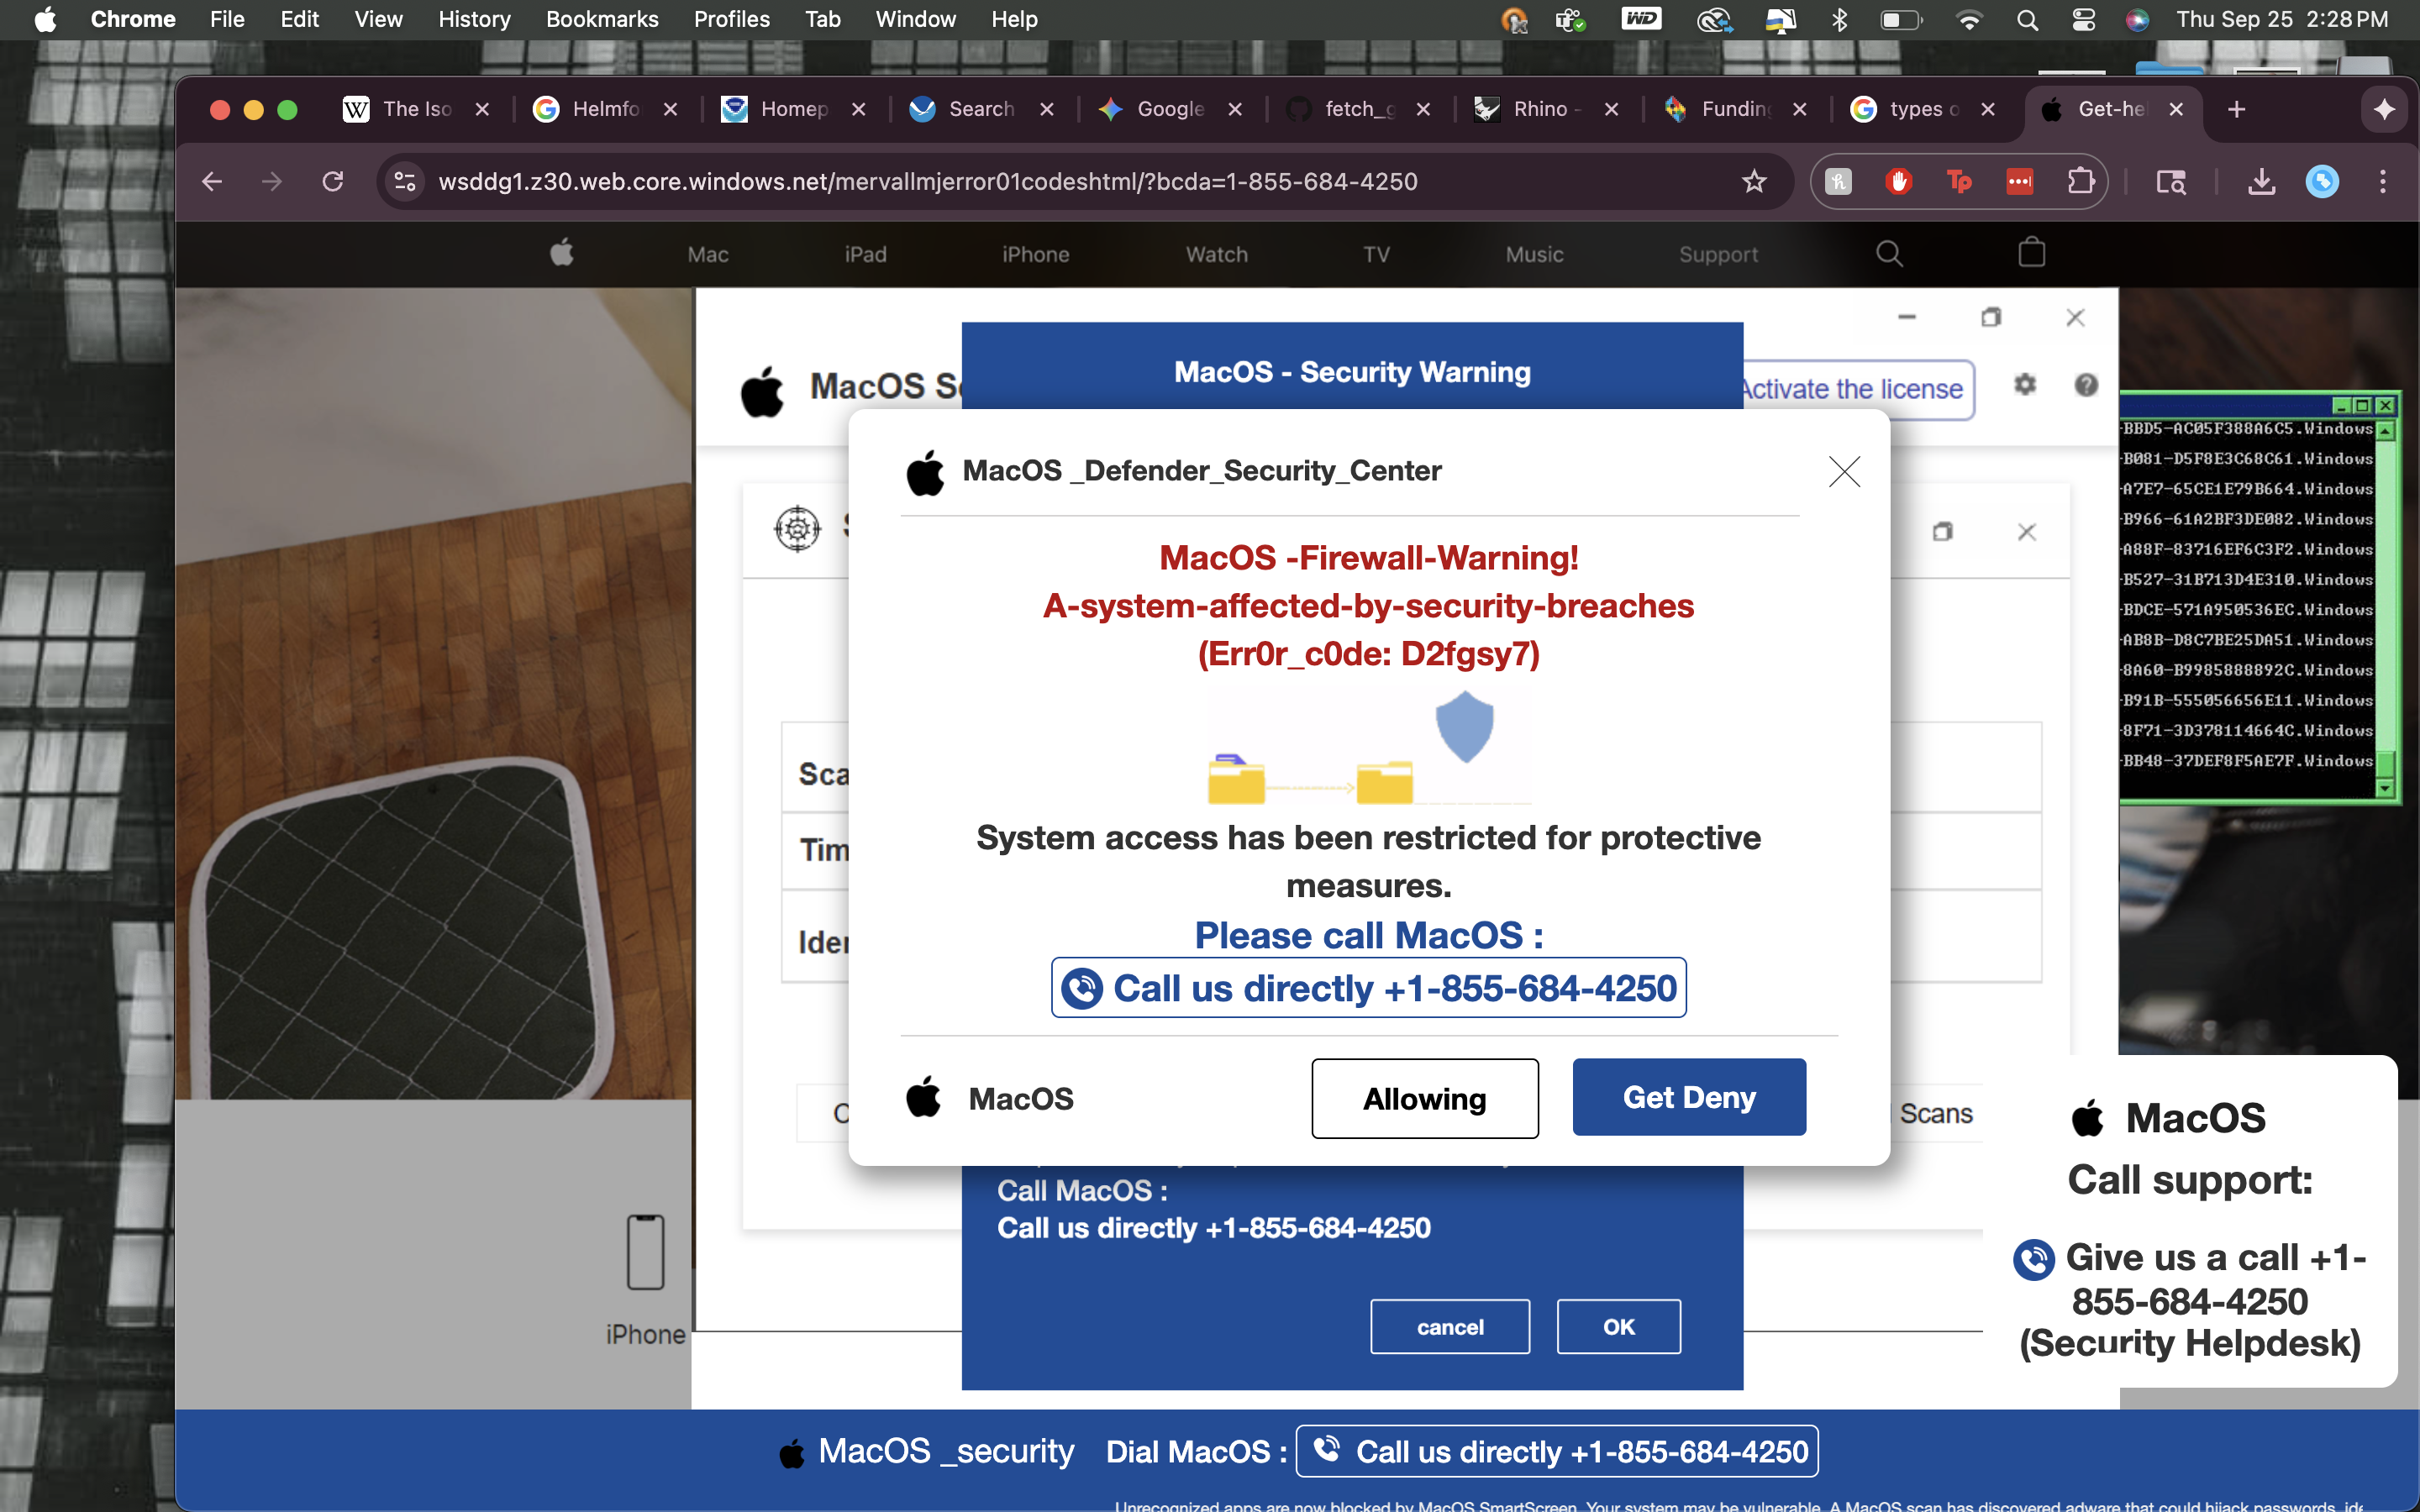 Chrome File Edit View History Bookmarks Profiles Tab Window Help
WD
Thu Sep 25 2:28 PM
The Iso
Helmfo
Homep
Search
Google
fetch_g
Rhino -
Funding
types o
Get-hel
wsddg1.z30.web.core.windows.net/mervallmjerror01codeshtml/?bcda=1-855-684-4250
Mac iPad iPhone Watch TV Music Support
MacOS - Security Warning
MacOS
Activate the license
MacOS _Defender_Security_Center
MacOS -Firewall-Warning!
A-system-affected-by-security-breaches
(Err0r_c0de: D2fgsy7)
System access has been restricted for protective
measures.
Please call MacOS :
Call us directly +1-855-684-4250
MacOS
Allowing
Get Deny
-BBD5-AC05F388A6C5.Windows
-B081-D5F8E3C68C61.Windows
-A7E7-65CE1E79B664.Windows
-B966-61A2BF3DE082.Windows
-A88F-83716EF6C3F2.Windows
-B527-31B713D4E310.Windows
-BDCE-571A950536EC.Windows
-AB8B-D8C7BE25DA51.Windows
-8A60-B9985888892C.Windows
-B91B-555056656E11.Windows
-8F71-3D378114664C.Windows
-BB48-37DEF8F5AE7F.Windows
Sca
Tim
Iden
Scans
Call MacOS :
Call us directly +1-855-684-4250
cancel
OK
iPhone
MacOS
Call support:
Give us a call +1-
855-684-4250
(Security Helpdesk)
MacOS _security Dial MacOS : Call us directly +1-855-684-4250
Unrecognized apps are now blocked by MacOS SmartScreen. Your system may be vulnerable. A MacOS scan has discovered adware that could hijack passwords,